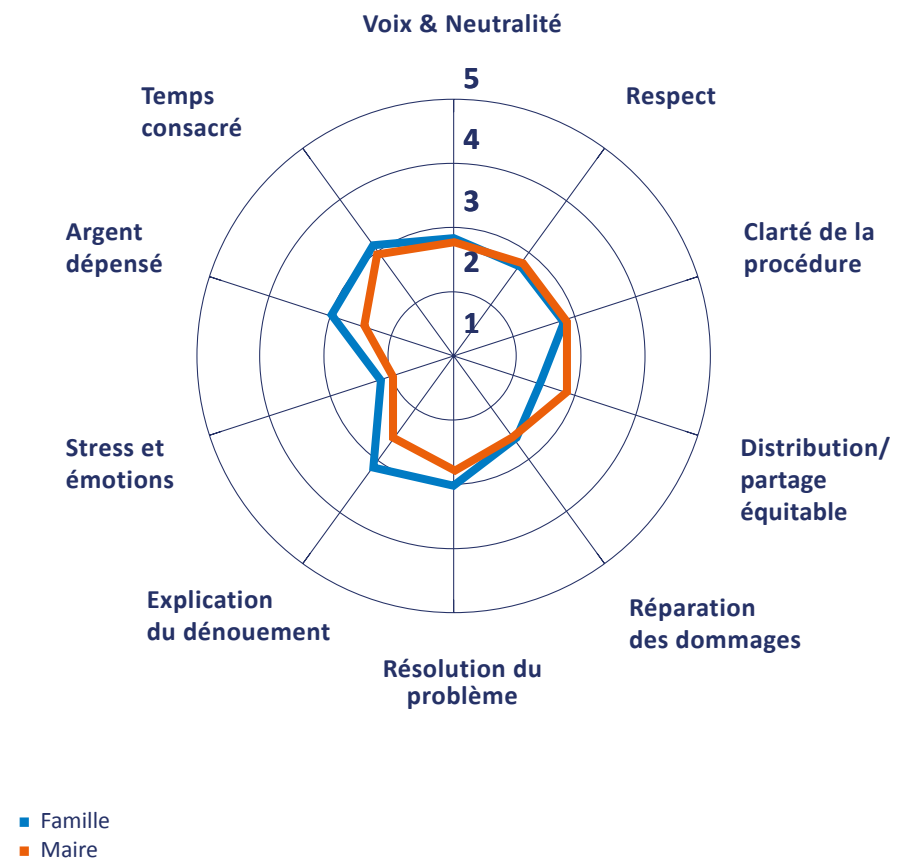 Voix & Neutralité
5
4
3
2
1
Temps
consacré
Respect
Argent
dépensé
Clarté de la
procédure
Stress et
émotions
Distribution/
partage
équitable
Explication
du dénouement
Réparation
des dommages
Résolution du
problème
Famille
Maire